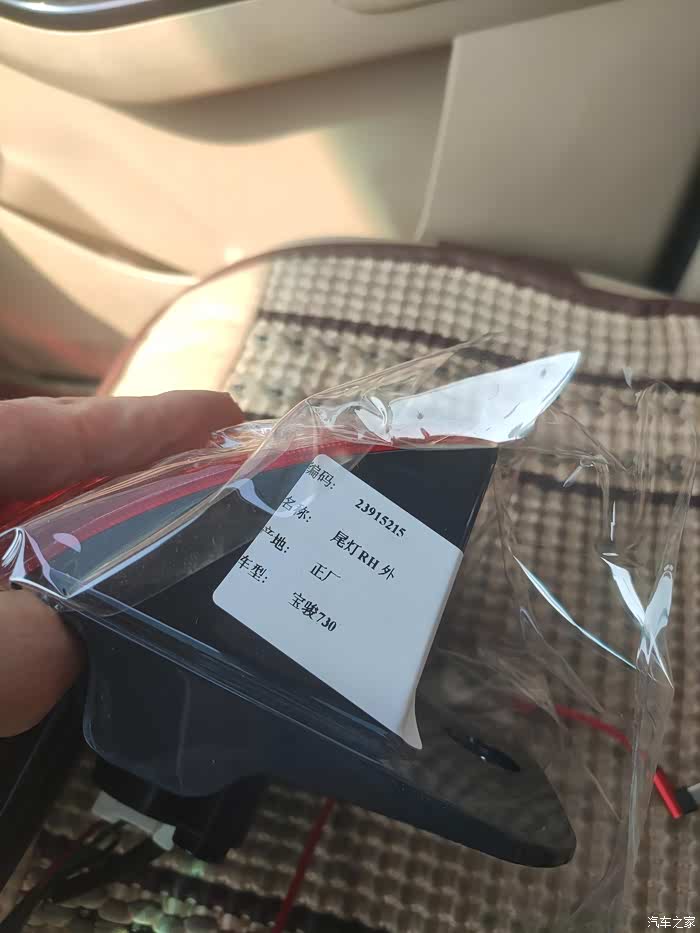 编码: 23915215
名称: 尾灯RH 外
产地: 正厂
车型: 宝骏730
汽车之家